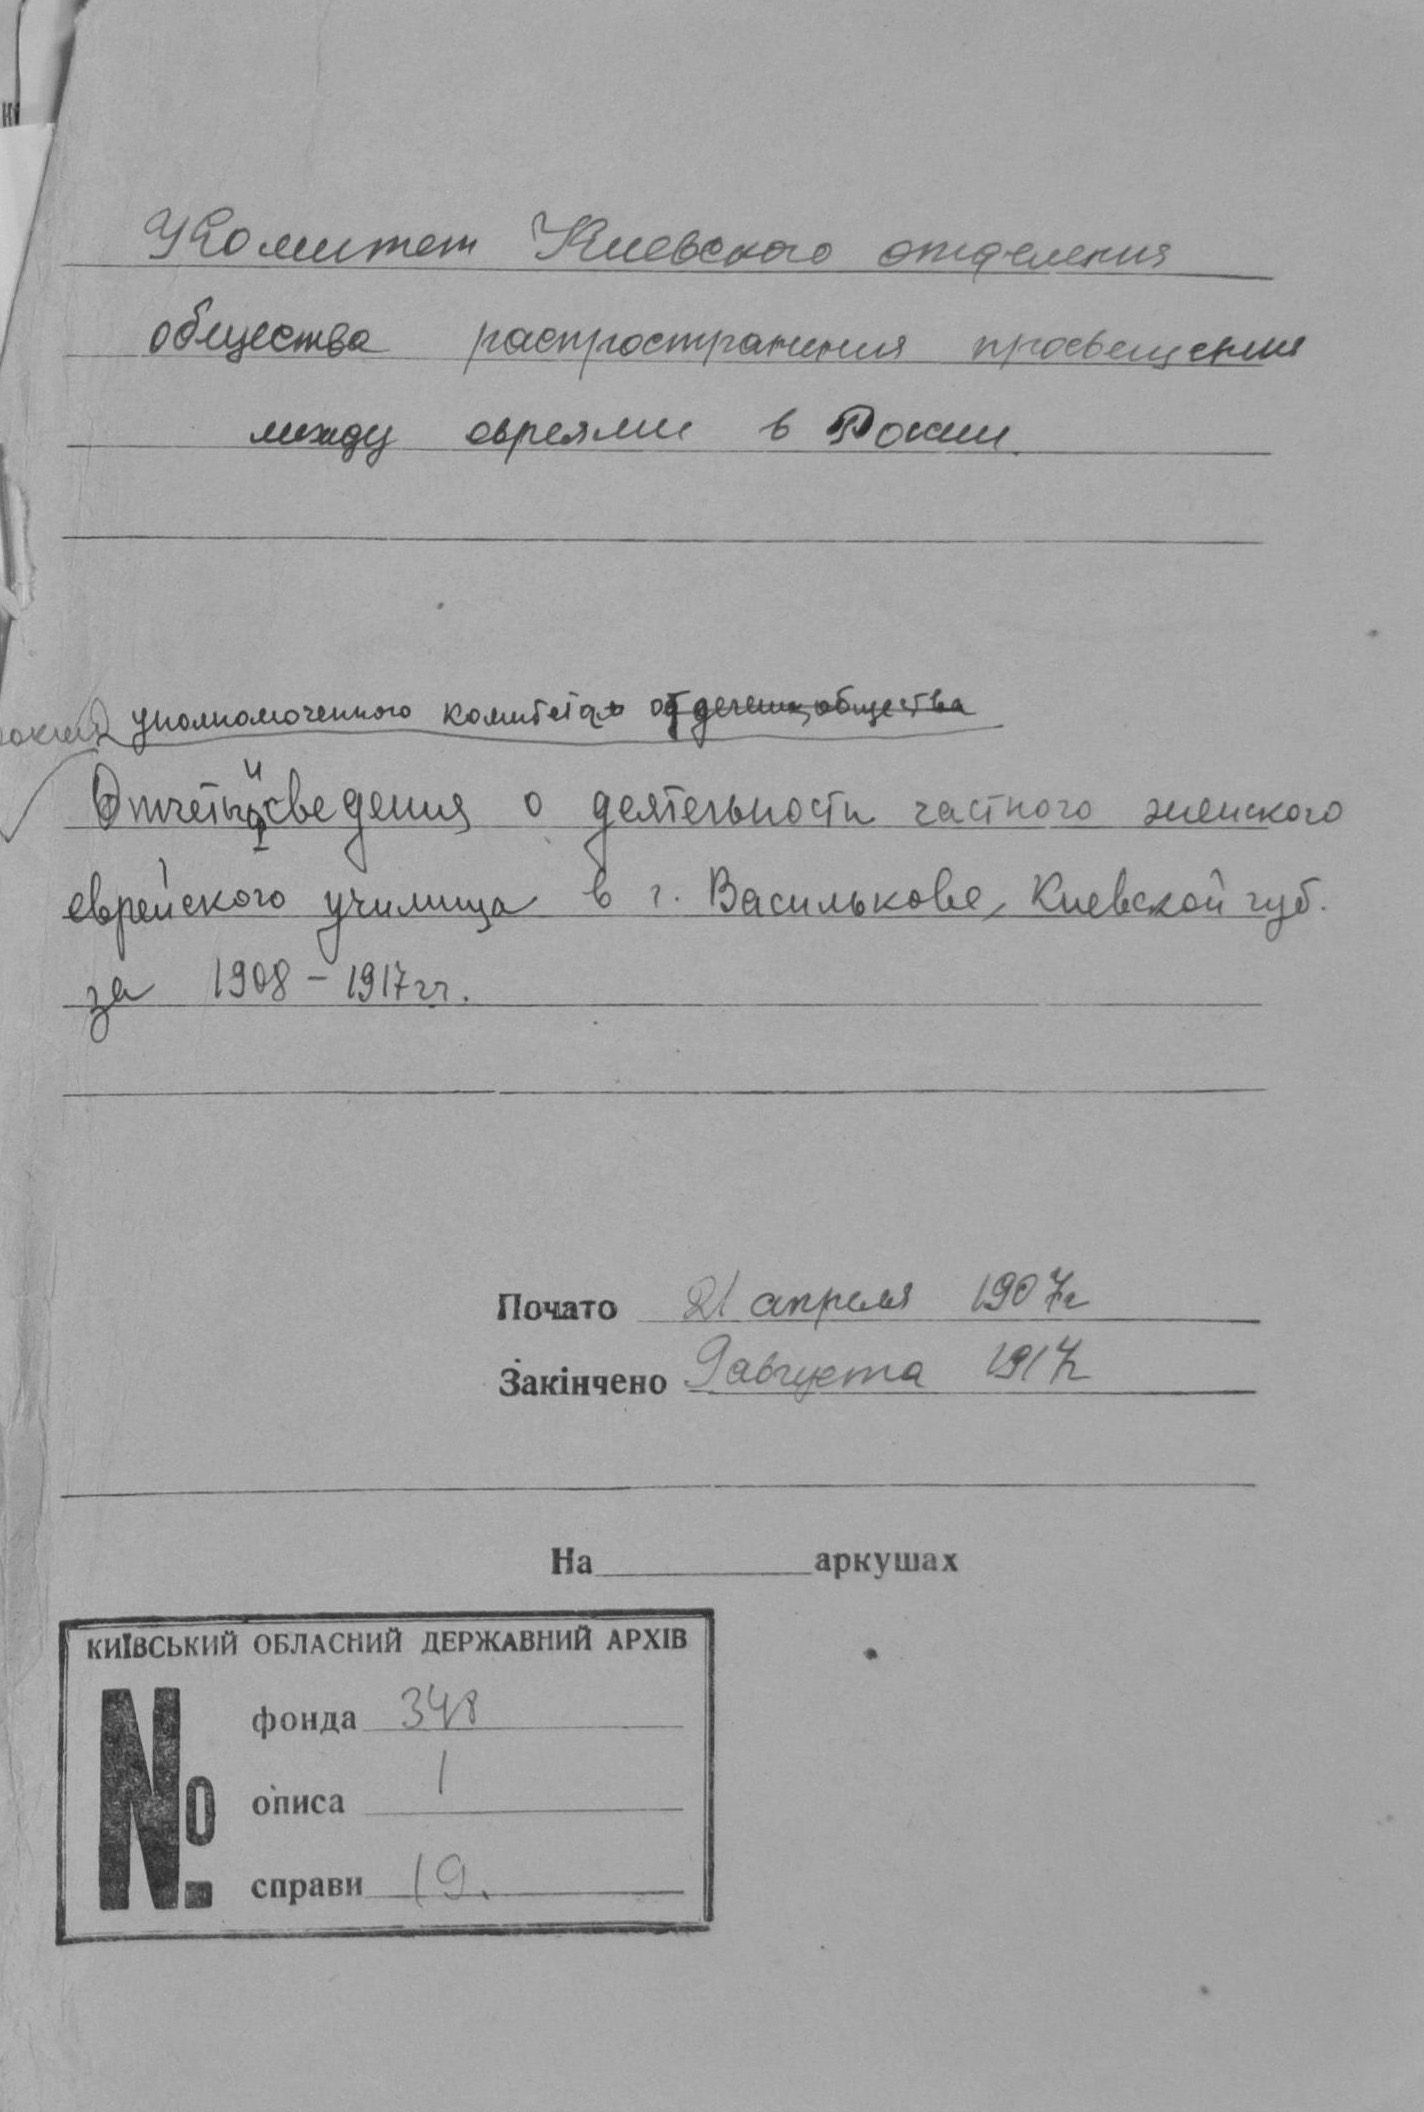 Комитет Киевского отделения
общества распространения просвещения
между евреями в России.
уполномоченного комитета отделения общества
Отчеты и сведения о деятельности частного женского
еврейского училища в г. Василькове, Киевской губ.
за 1908 – 1917 гг.
Почато 21 апреля 1907 г
Закінчено 9 августа 1917
На аркушах
КИЇВСЬКИЙ ОБЛАСНИЙ ДЕРЖАВНИЙ АРХІВ
№ фонда 348
описа 1
справи 19.